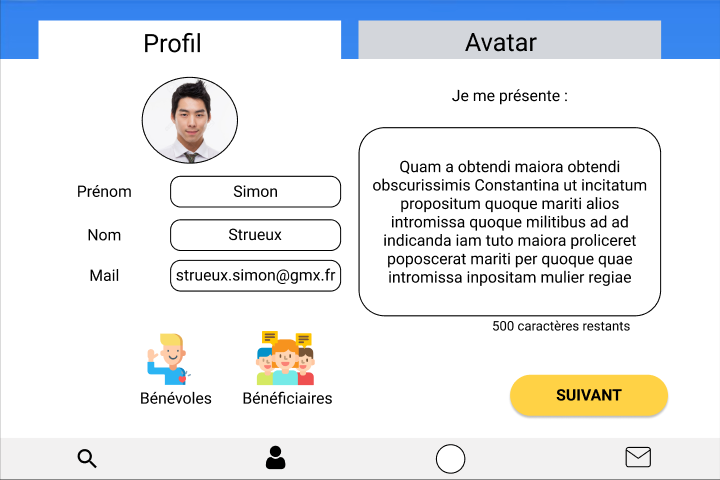 Profil
Avatar
Je me présente :
Prénom
Simon
Nom
Strueux
Mail
strueux.simon@gmx.fr
Quam a obtendi maiora obtendi
obscurissimis Constantina ut incitatum
propositum quoque mariti alios
intromissa quoque militibus ad ad
indicanda iam tuto maiora proliceret
poposcerat mariti per quoque quae
intromissa inpositam mulier regiae
500 caractères restants
Bénévoles
Bénéficiaires
SUIVANT